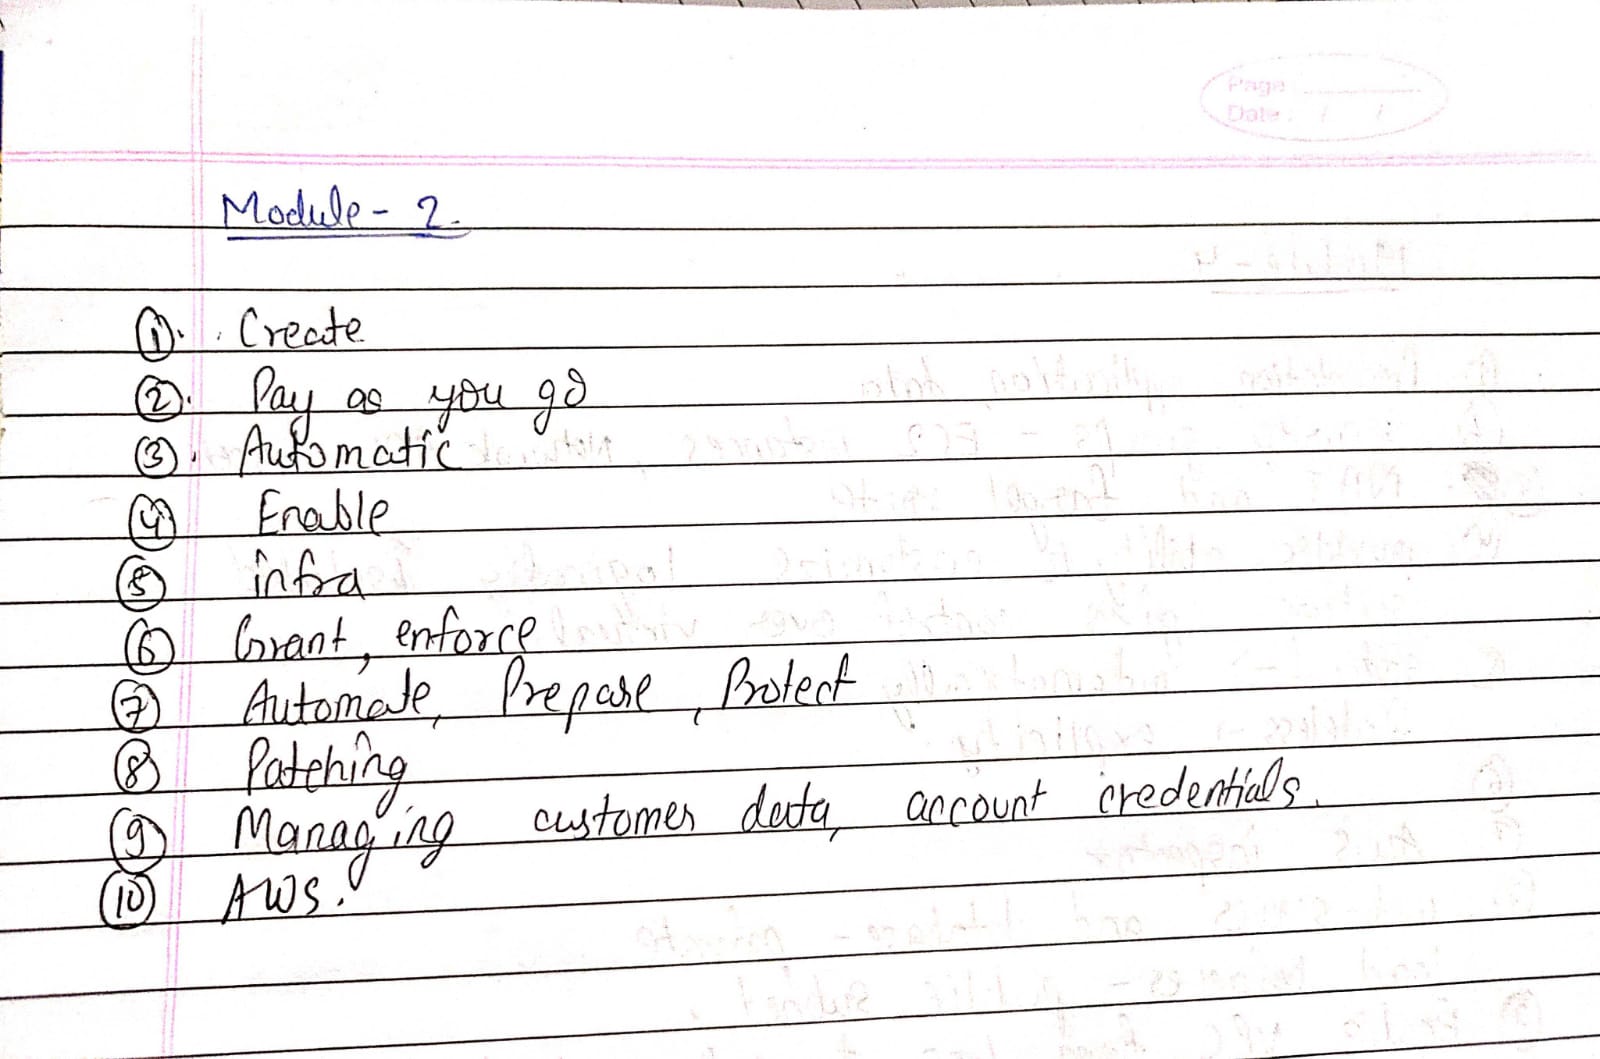 Page
Date: / /
Module - 2.
1. Create
2. Pay as you go
3. Automatic
4 Enable
5 infra
6 Grant, enforce
7 Automate, Prepare, Protect
8 Patching
9 Managing customer data, account credentials.
10 AWS.